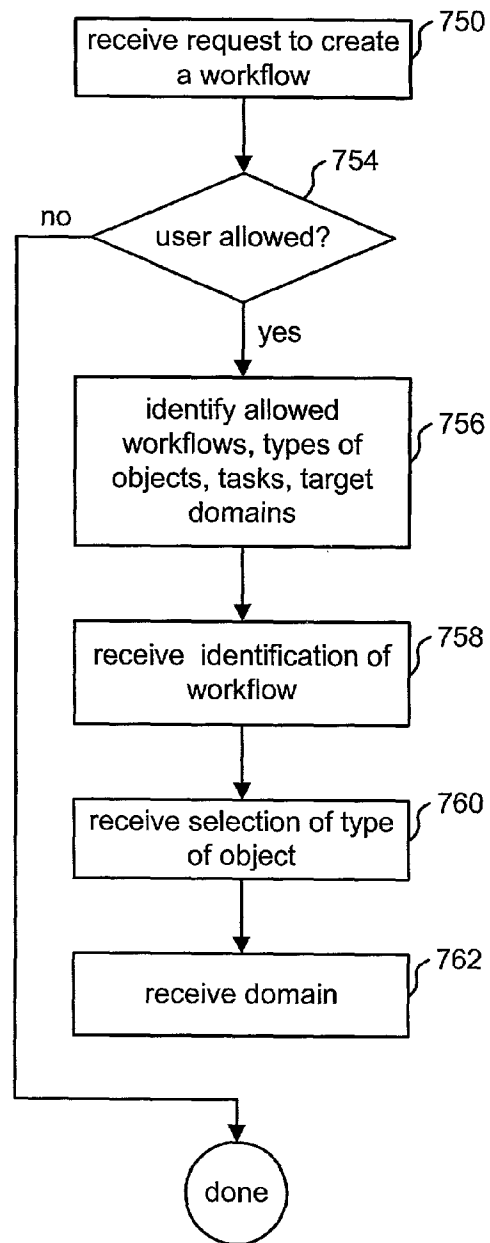 receive request to create
a workflow
750
754
user allowed?
no
yes
identify allowed
workflows, types of
objects, tasks, target
domains
756
receive identification of
workflow
758
receive selection of type
of object
760
receive domain
762
done